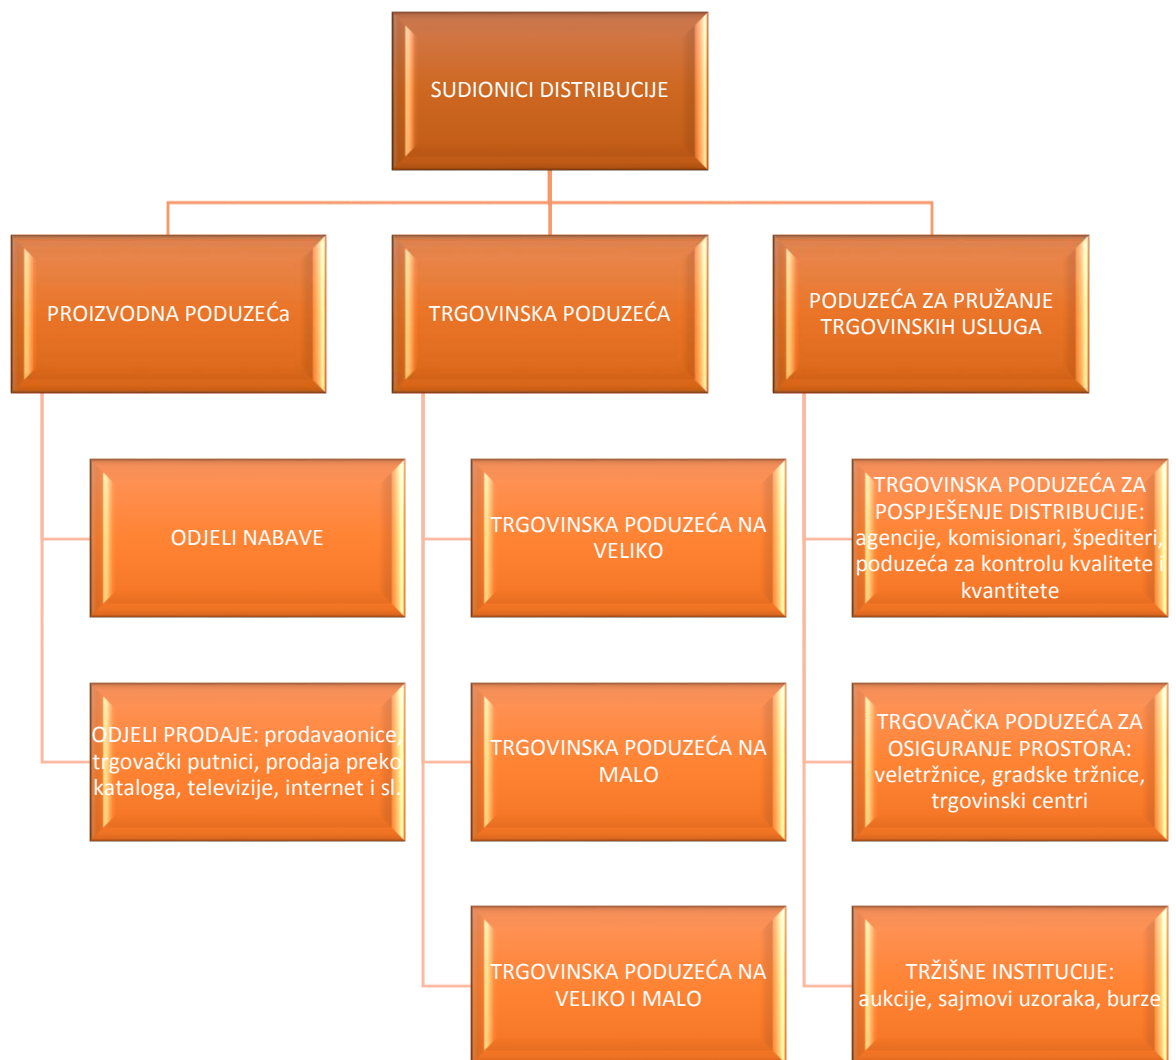 SUDIONICI DISTRIBUCIJE
PROIZVODNA PODUZEĆa
TRGOVINSKA PODUZEĆA
PODUZEĆA ZA PRUŽANJE
TRGOVINSKIH USLUGA
ODJELI NABAVE
TRGOVINSKA PODUZEĆA NA
VELIKO
TRGOVINSKA PODUZEĆA ZA
POSPJEŠENJE DISTRIBUCIJE:
agencije, komisionari, špediteri,
poduzeća za kontrolu kvalitete i
kvantitete
ODJELI PRODAJE: prodavaonice,
trgovački putnici, prodaja preko
kataloga, televizije, internet i sl.
TRGOVINSKA PODUZEĆA NA
MALO
TRGOVAČKA PODUZEĆA ZA
OSIGURANJE PROSTORA:
veletržnice, gradske tržnice,
trgovinski centri
TRGOVINSKA PODUZEĆA NA
VELIKO I MALO
TRŽIŠNE INSTITUCIJE:
aukcije, sajmovi uzoraka, burze